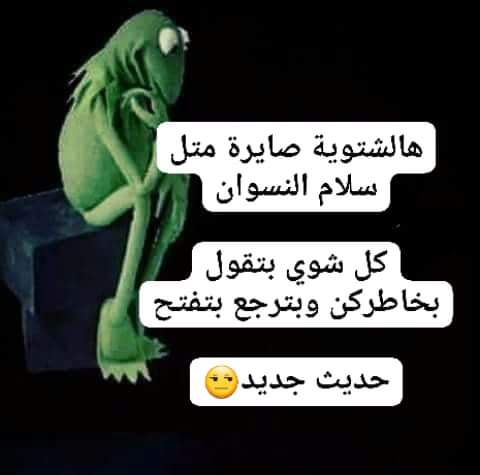 هالشتوية صايرة متل
سلام النسوان
كل شوي بتقول
بخاطركن وبترجع بتفتح
حديث جديد😒